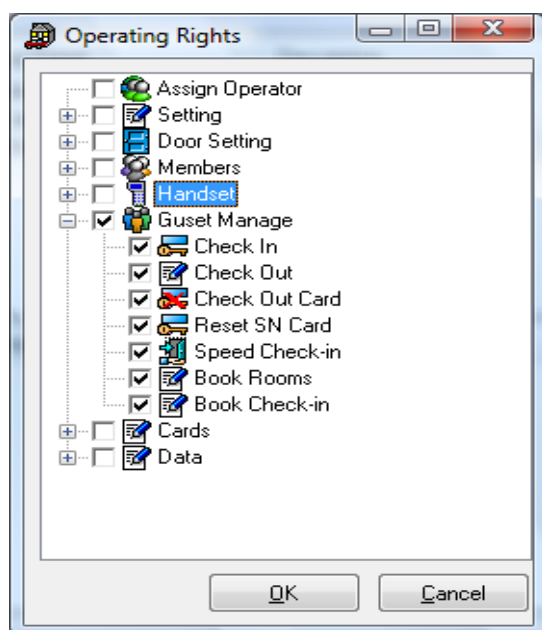 Operating Rights
Assign Operator
Setting
Door Setting
Members
Handset
Guset Manage
Check In
Check Out
Check Out Card
Reset SN Card
Speed Check-in
Book Rooms
Book Check-in
Cards
Data
OK
Cancel